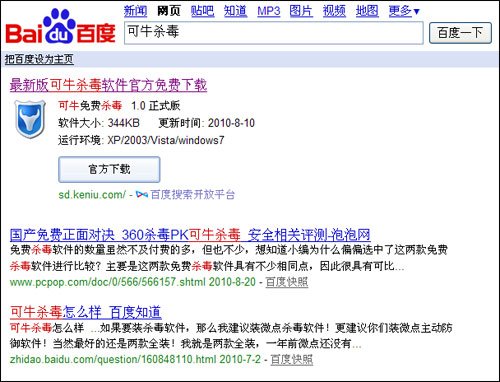 新闻 网页 贴吧 知道 MP3 图片 视频 地图 更多▼
Bai du 百度 可牛杀毒 百度一下
把百度设为主页
最新版可牛杀毒软件官方免费下载
可牛免费杀毒 1.0 正式版
软件大小: 344KB 更新时间: 2010-8-10
运行环境: XP/2003/Vista/windows7
官方下载
sd.keniu.com/ - 百度搜索开放平台
国产免费正面对决 360杀毒PK可牛杀毒_安全相关评测-泡泡网
免费杀毒软件的数量虽然不及付费的多，但也不少，想知道小编为什么偏偏选中了这两款免费
杀毒软件进行比较？主要是这两款免费杀毒软件具有不少相同点，因此很具有可比...
www.pcpop.com/doc/0/566/566157.shtml 2010-8-20 - 百度快照
可牛杀毒怎么样_百度知道
可牛杀毒怎么样 ...如果要装杀毒软件，那么我建议装微点杀毒软件！更建议你们装微点主动防
御软件！当然最好的还是两款全装！我就是两款全装，一年前微点还没有...
zhidao.baidu.com/question/160848110.html 2010-7-2 - 百度快照